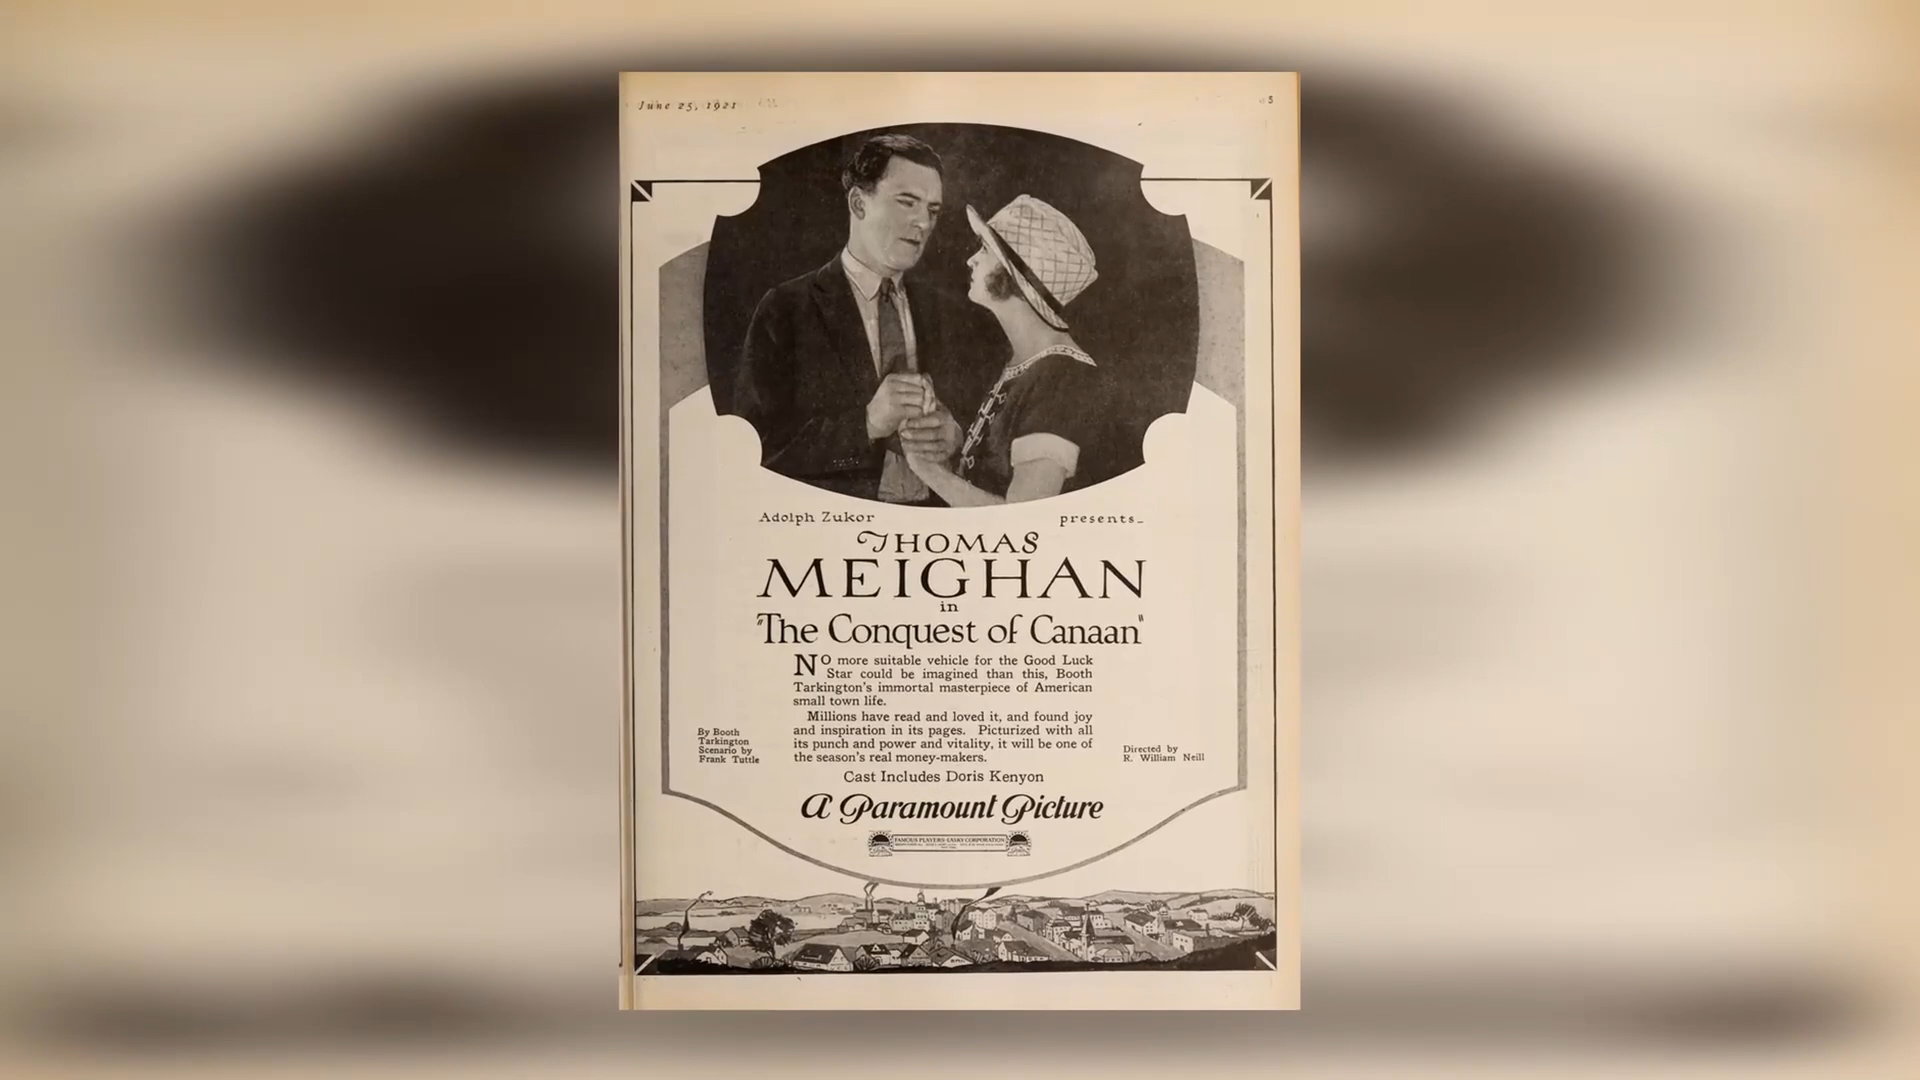 June 25, 1921
5
Adolph Zukor presents
THOMAS
MEIGHAN
in
"The Conquest of Canaan"
NO more suitable vehicle for the Good Luck
Star could be imagined than this, Booth
Tarkington's immortal masterpiece of American
small town life.
Millions have read and loved it, and found joy
and inspiration in its pages. Picturized with all
its punch and power and vitality, it will be one of
the season's real money-makers.
By Booth
Tarkington
Scenario by
Frank Tuttle
Directed by
R. William Neill
Cast Includes Doris Kenyon
A Paramount Picture
FAMOUS PLAYERS-LASKY CORPORATION